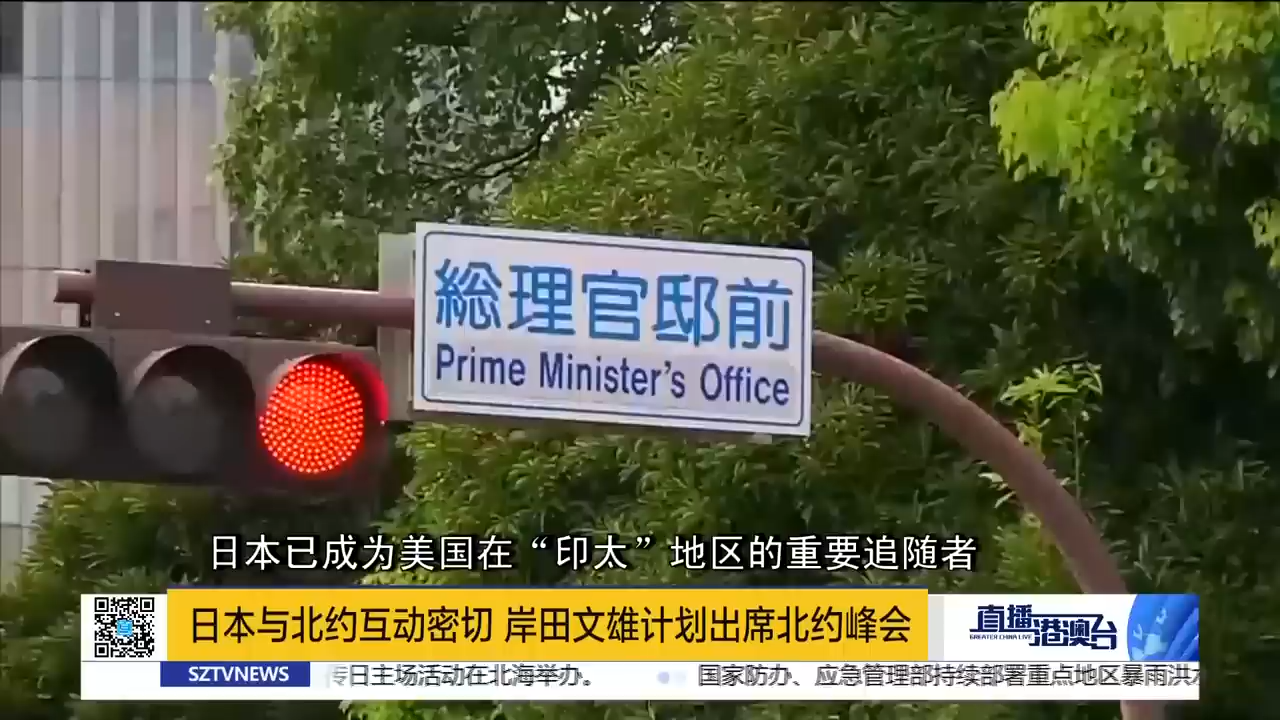 総理官邸前
Prime Minister's Office
日本已成为美国在“印太”地区的重要追随者
日本与北约互动密切 岸田文雄计划出席北约峰会
直播港澳台
GREATER CHINA LIVE
SZTVNEWS
传日主场活动在北海举办。 国家防办、应急管理部持续部署重点地区暴雨洪水